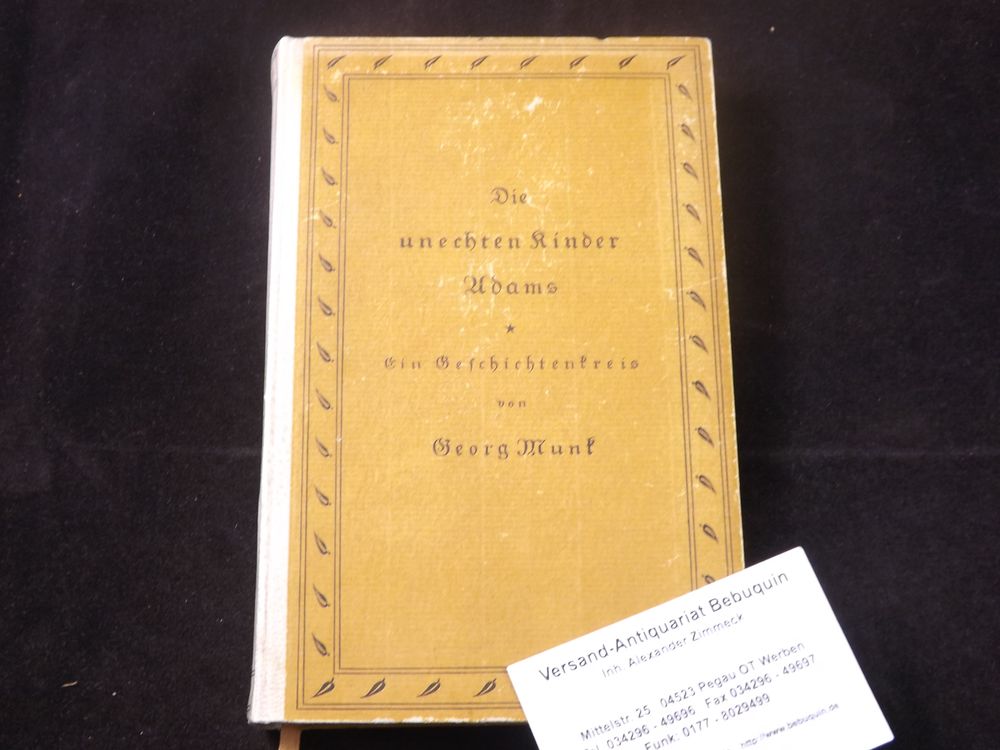 Die
unechten Kinder
Adams
Ein Geschichtenkreis
von
Georg Munk
Versand-Antiquariat Bebuquin
Inh. Alexander Zimmeck
Mittelstr. 25 04523 Pegau OT Werben
034296 - 49696 Fax 034296 - 49697
Funk: 0177 - 8029499
http://www.bebuquin.de